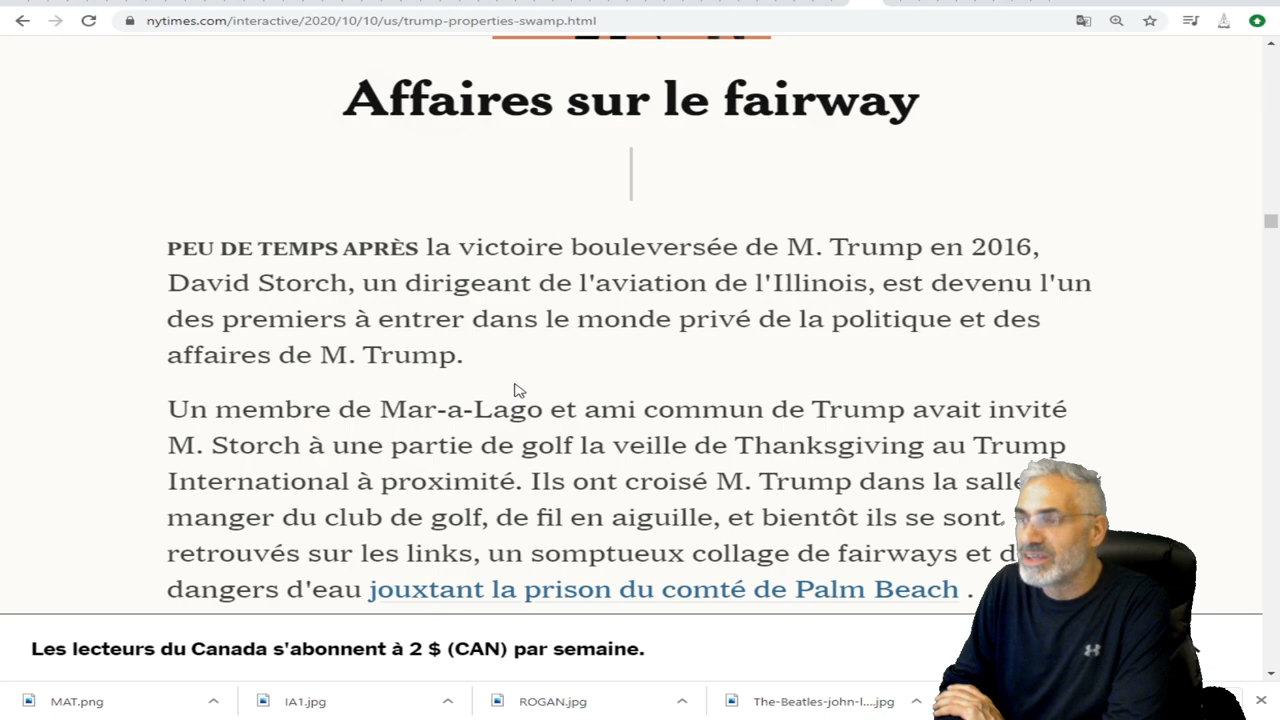 nytimes.com/interactive/2020/10/10/us/trump-properties-swamp.html
Affaires sur le fairway
PEU DE TEMPS APRÈS la victoire bouleversée de M. Trump en 2016,
David Storch, un dirigeant de l'aviation de l'Illinois, est devenu l'un
des premiers à entrer dans le monde privé de la politique et des
affaires de M. Trump.
Un membre de Mar-a-Lago et ami commun de Trump avait invité
M. Storch à une partie de golf la veille de Thanksgiving au Trump
International à proximité. Ils ont croisé M. Trump dans la salle
manger du club de golf, de fil en aiguille, et bientôt ils se sont
retrouvés sur les links, un somptueux collage de fairways et
dangers d'eau jouxtant la prison du comté de Palm Beach .
Les lecteurs du Canada s'abonnent à 2 $ (CAN) par semaine.
MAT.png
IA1.jpg
ROGAN.jpg
The-Beatles-john-l....jpg